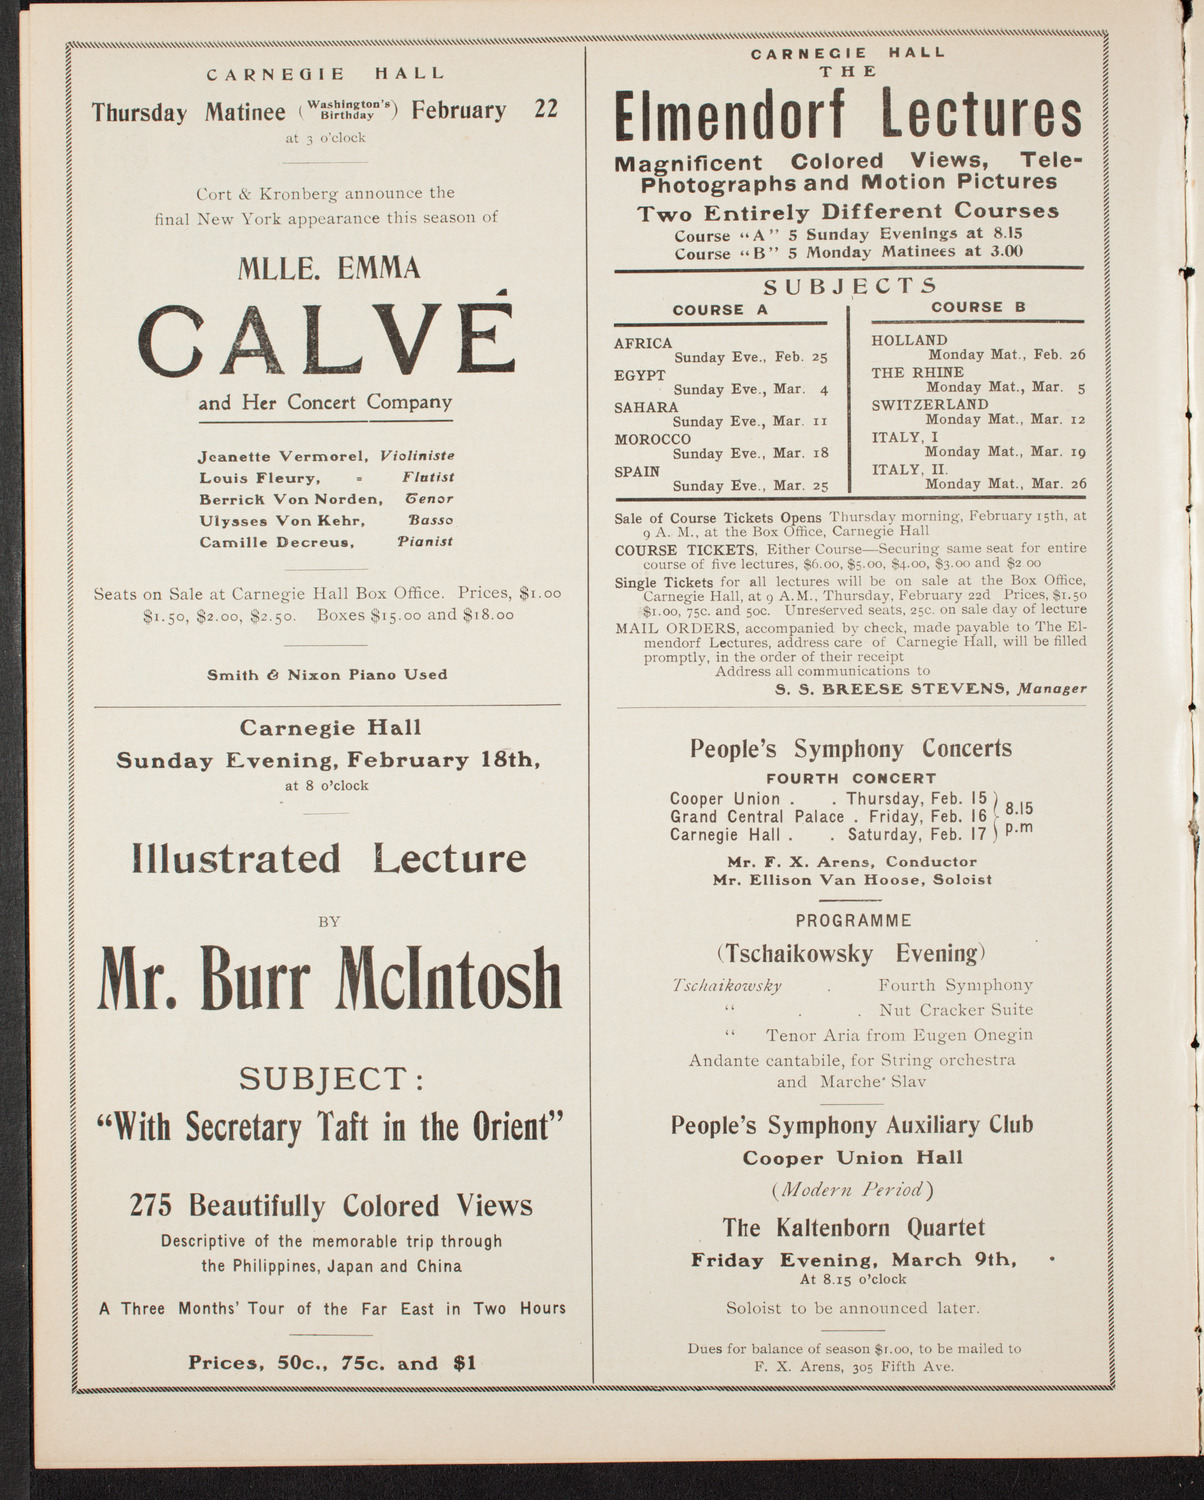 CARNEGIE HALL
Thursday Matinee (Washington's Birthday) February 22
at 3 o'clock
Cort & Kronberg announce the
final New York appearance this season of
MLLE. EMMA
CALVÉ
and Her Concert Company
Jeanette Vermorel, Violiniste
Louis Fleury, = Flutist
Berrick Von Norden, Tenor
Ulysses Von Kehr, Basso
Camille Decreus, Pianist
Seats on Sale at Carnegie Hall Box Office. Prices, $1.00
$1.50, $2.00, $2.50. Boxes $15.00 and $18.00
Smith & Nixon Piano Used
Carnegie Hall
Sunday Evening, February 18th,
at 8 o'clock
Illustrated Lecture
BY
Mr. Burr McIntosh
SUBJECT:
"With Secretary Taft in the Orient"
275 Beautifully Colored Views
Descriptive of the memorable trip through
the Philippines, Japan and China
A Three Months' Tour of the Far East in Two Hours
Prices, 50c., 75c. and $1
CARNEGIE HALL
THE
Elmendorf Lectures
Magnificent Colored Views, Tele-
Photographs and Motion Pictures
Two Entirely Different Courses
Course "A" 5 Sunday Evenings at 8.15
Course "B" 5 Monday Matinees at 3.00
SUBJECTS
COURSE A
AFRICA
Sunday Eve., Feb. 25
EGYPT
Sunday Eve., Mar. 4
SAHARA
Sunday Eve., Mar. 11
MOROCCO
Sunday Eve., Mar. 18
SPAIN
Sunday Eve., Mar. 25
COURSE B
HOLLAND
Monday Mat., Feb. 26
THE RHINE
Monday Mat., Mar. 5
SWITZERLAND
Monday Mat., Mar. 12
ITALY, I
Monday Mat., Mar. 19
ITALY, II.
Monday Mat., Mar. 26
Sale of Course Tickets Opens Thursday morning, February 15th, at
9 A. M., at the Box Office, Carnegie Hall
COURSE TICKETS, Either Course—Securing same seat for entire
course of five lectures, $6.00, $5.00, $4.00, $3.00 and $2 00
Single Tickets for all lectures will be on sale at the Box Office,
Carnegie Hall, at 9 A.M., Thursday, February 22d Prices, $1.50
$1.00, 75c. and 50c. Unreserved seats, 25c. on sale day of lecture
MAIL ORDERS, accompanied by check, made payable to The El-
mendorf Lectures, address care of Carnegie Hall, will be filled
promptly, in the order of their receipt
Address all communications to
S. S. BREESE STEVENS, Manager
People's Symphony Concerts
FOURTH CONCERT
Cooper Union . . Thursday, Feb. 15
Grand Central Palace . Friday, Feb. 16
Carnegie Hall . . Saturday, Feb. 17
8.15
p.m
Mr. F. X. Arens, Conductor
Mr. Ellison Van Hoose, Soloist
PROGRAMME
(Tschaikowsky Evening)
Tschaikowsky . Fourth Symphony
" . . Nut Cracker Suite
" Tenor Aria from Eugen Onegin
Andante cantabile, for String orchestra
and Marche Slav
People's Symphony Auxiliary Club
Cooper Union Hall
(Modern Period)
The Kaltenborn Quartet
Friday Evening, March 9th,
At 8.15 o'clock
Soloist to be announced later.
Dues for balance of season $1.00, to be mailed to
F. X. Arens, 305 Fifth Ave.